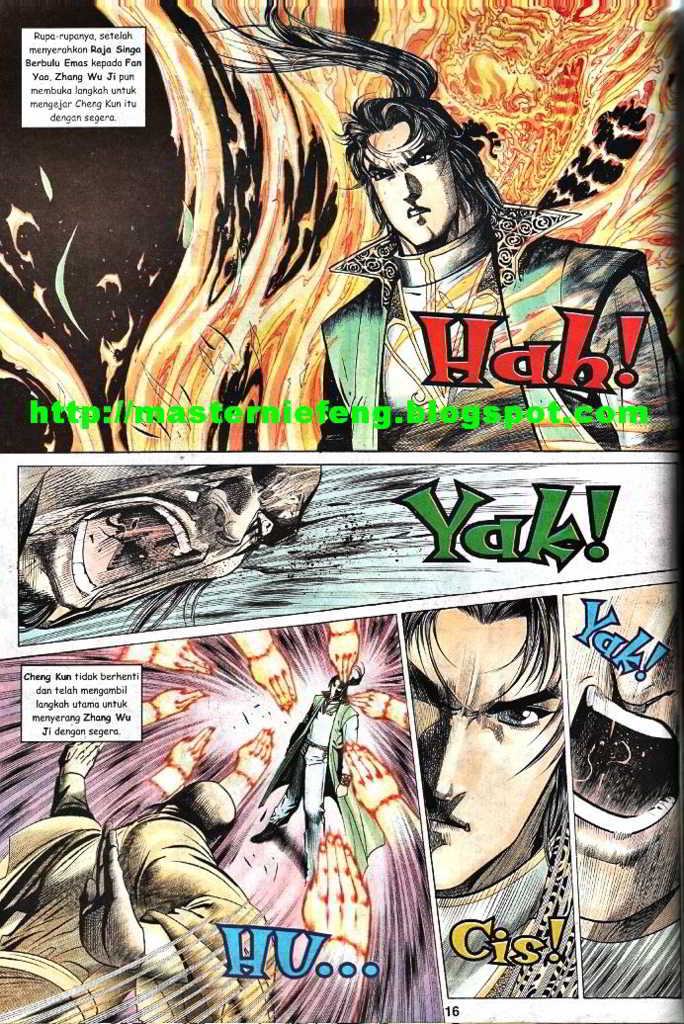 Rupa-rupanya, setelah
menyerahkan Raja Singa
Berbulu Emas kepada Fan
Yao, Zhang Wu Ji pun
membuka langkah untuk
mengejar Cheng Kun itu
dengan segera.
Hah!
http://masterniefeng.blogspot.com
Yak!
Yak!
Cheng Kun tidak berhenti
dan telah mengambil
langkah utama untuk
menyerang Zhang Wu
Ji dengan segera.
Cis!
HU...
16